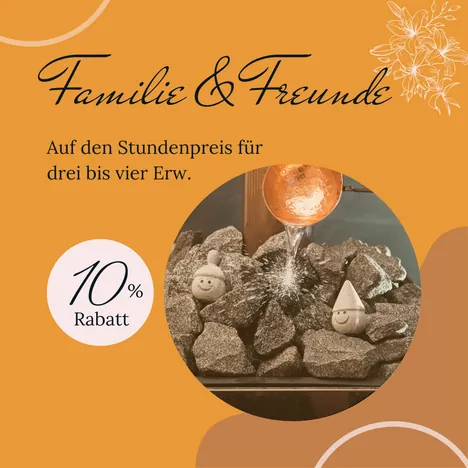 Familie & Freunde
Auf den Stundenpreis für
drei bis vier Erw.
10%
Rabatt